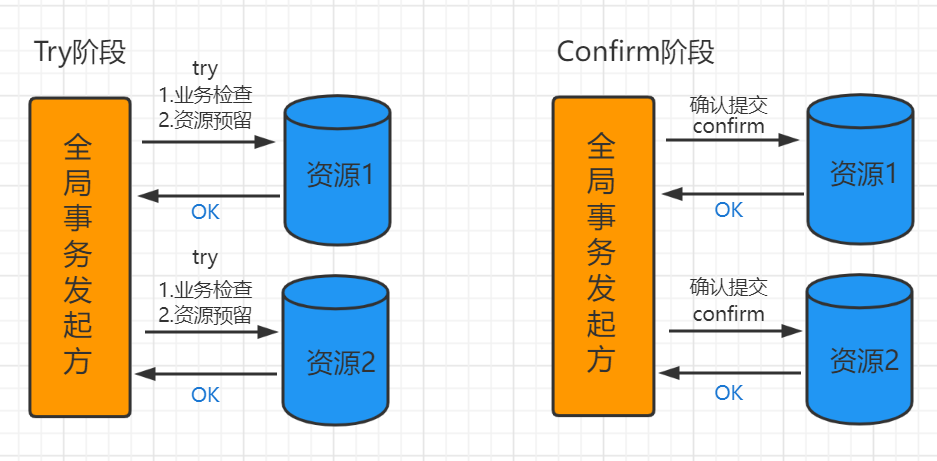 Try阶段
全局事务发起方
try
1.业务检查
2.资源预留
资源1
OK
try
1.业务检查
2.资源预留
资源2
OK
Confirm阶段
全局事务发起方
确认提交
confirm
资源1
OK
确认提交
confirm
资源2
OK